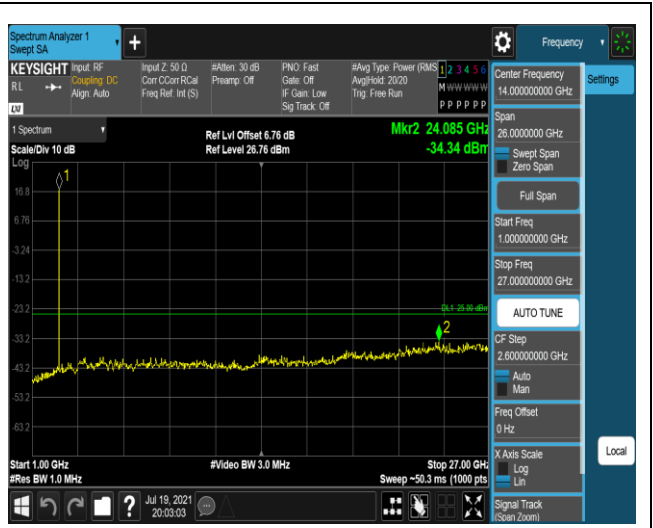 Spectrum Analyzer 1
Swept SA
+
Frequency
KEYSIGHT
RL
LXI
Input: RF
Coupling: DC
Align: Auto
Input Z: 50 Ω
Corr CCorr RCal
Freq Ref: Int (S)
#Atten: 30 dB
Preamp: Off
PNO: Fast
Gate: Off
IF Gain: Low
Sig Track: Off
#Avg Type: Power (RMS
Avg|Hold: 20/20
Trig: Free Run
1 2 3 4 5 6
M W W W W W
P P P P P P
1 Spectrum
Scale/Div 10 dB
Log
Ref Lvl Offset 6.76 dB
Ref Level 26.76 dBm
Mkr2 24.085 GHz
-34.34 dBm
1
16.8
6.76
-3.24
-13.2
-23.2
DL1 -25.00 dBm
2
-33.2
-43.2
-53.2
-63.2
Start 1.00 GHz
#Res BW 1.0 MHz
#Video BW 3.0 MHz
Stop 27.00 GHz
Sweep ~50.3 ms (1000 pts
Jul 19, 2021
20:03:03
?
Center Frequency
14.000000000 GHz
Settings
Span
26.0000000 GHz
Swept Span
Zero Span
Full Span
Start Freq
1.000000000 GHz
Stop Freq
27.000000000 GHz
AUTO TUNE
CF Step
2.600000000 GHz
Auto
Man
Freq Offset
0 Hz
X Axis Scale
Log
Lin
Local
Signal Track
(Span Zoom)